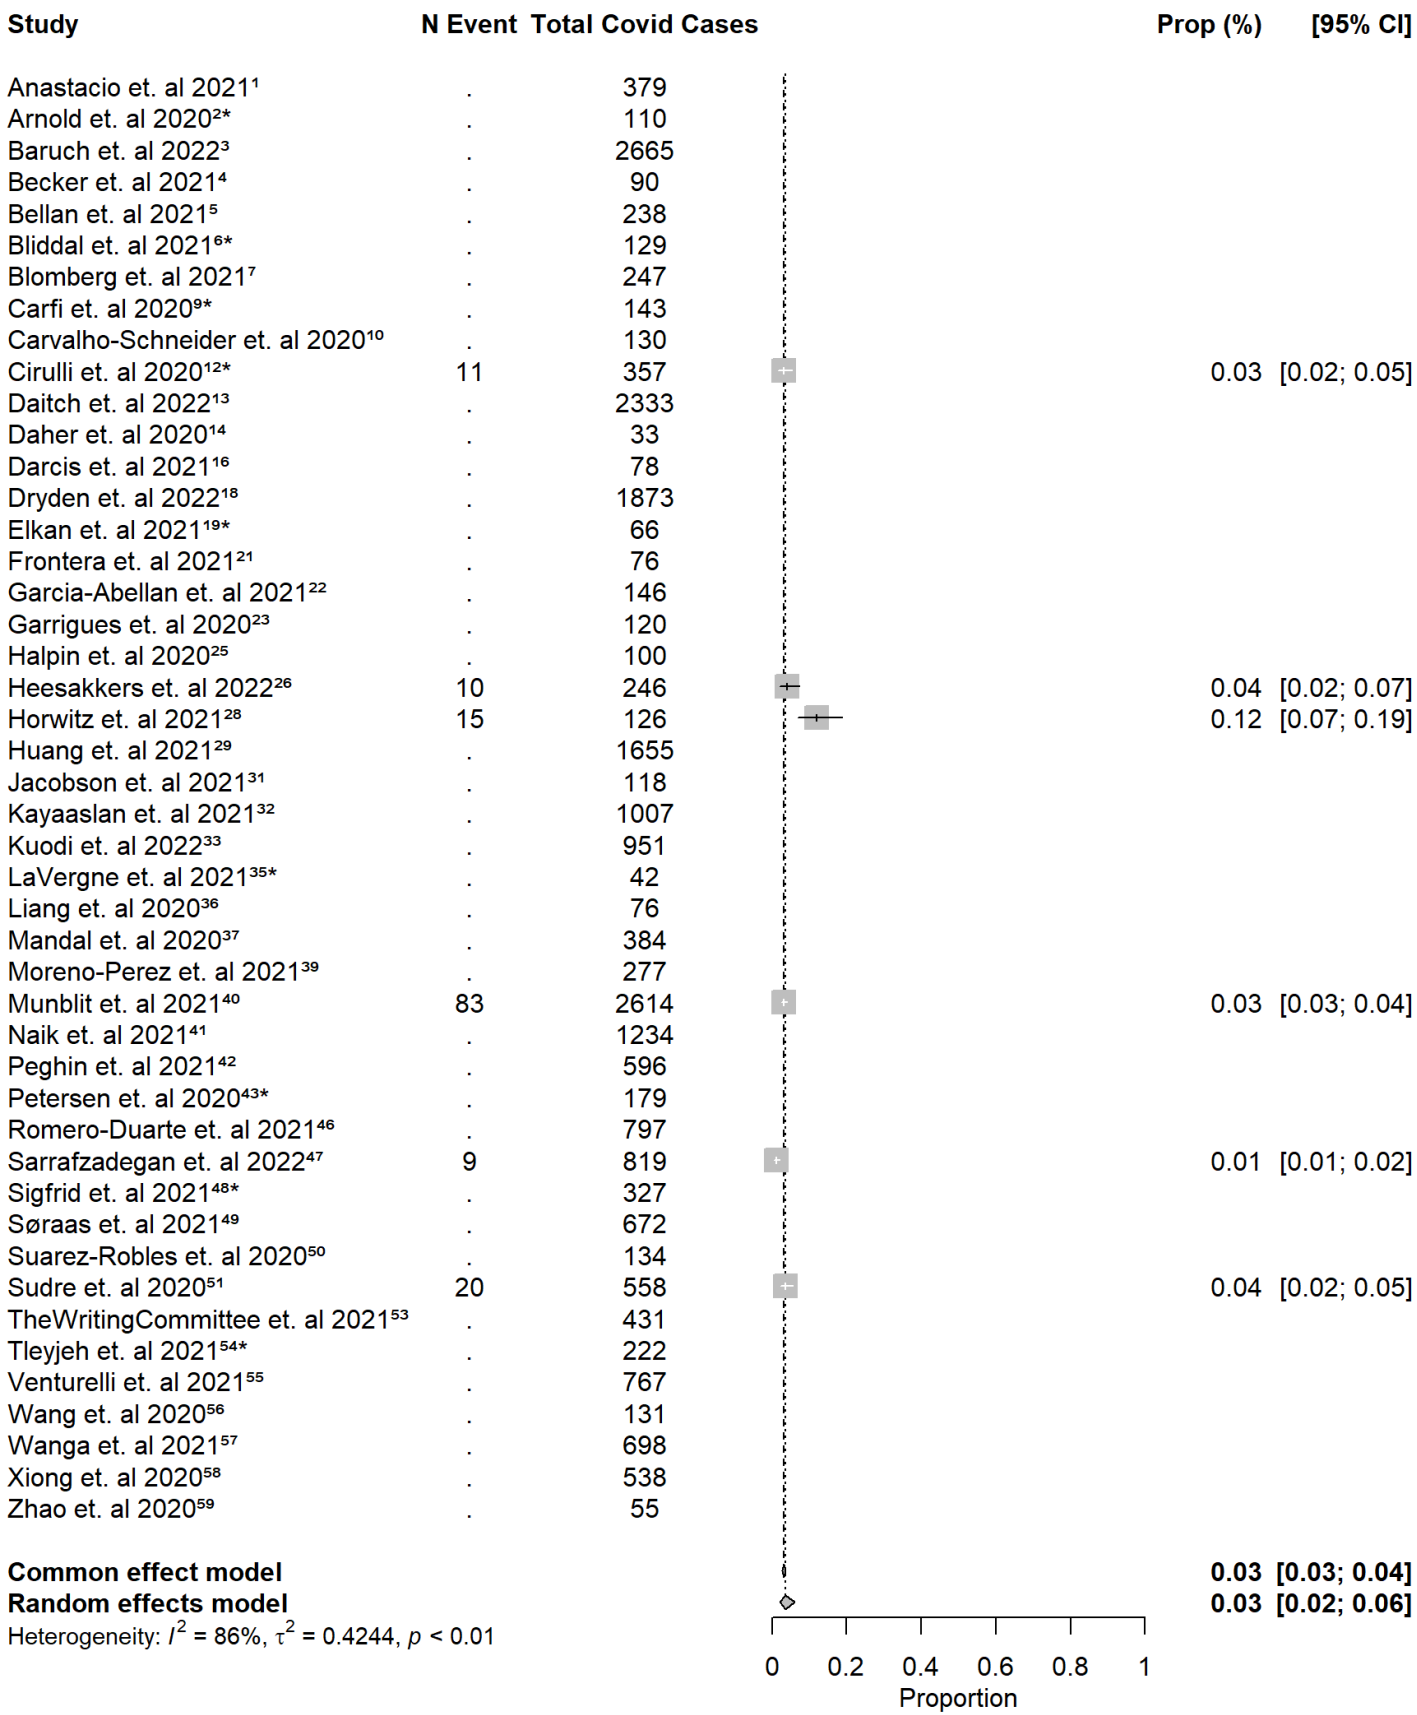 Study N Event Total Covid Cases Prop (%) [95% CI]
Anastacio et. al 2021¹ . 379
Arnold et. al 2020²* . 110
Baruch et. al 2022³ . 2665
Becker et. al 2021⁴ . 90
Bellan et. al 2021⁵ . 238
Bliddal et. al 2021⁶* . 129
Blomberg et. al 2021⁷ . 247
Carfi et. al 2020⁹* . 143
Carvalho-Schneider et. al 2020¹⁰ . 130
Cirulli et. al 2020¹²* 11 357 0.03 [0.02; 0.05]
Daitch et. al 2022¹³ . 2333
Daher et. al 2020¹⁴ . 33
Darcis et. al 2021¹⁶ . 78
Dryden et. al 2022¹⁸ . 1873
Elkan et. al 2021¹⁹* . 66
Frontera et. al 2021²¹ . 76
Garcia-Abellan et. al 2021²² . 146
Garrigues et. al 2020²³ . 120
Halpin et. al 2020²⁵ . 100
Heesakkers et. al 2022²⁶ 10 246 0.04 [0.02; 0.07]
Horwitz et. al 2021²⁸ 15 126 0.12 [0.07; 0.19]
Huang et. al 2021²⁹ . 1655
Jacobson et. al 2021³¹ . 118
Kayaaslan et. al 2021³² . 1007
Kuodi et. al 2022³³ . 951
LaVergne et. al 2021³⁵* . 42
Liang et. al 2020³⁶ . 76
Mandal et. al 2020³⁷ . 384
Moreno-Perez et. al 2021³⁹ . 277
Munblit et. al 2021⁴⁰ 83 2614 0.03 [0.03; 0.04]
Naik et. al 2021⁴¹ . 1234
Peghin et. al 2021⁴² . 596
Petersen et. al 2020⁴³* . 179
Romero-Duarte et. al 2021⁴⁶ . 797
Sarrafzadegan et. al 2022⁴⁷ 9 819 0.01 [0.01; 0.02]
Sigfrid et. al 2021⁴⁸* . 327
Søraas et. al 2021⁴⁹ . 672
Suarez-Robles et. al 2020⁵⁰ . 134
Sudre et. al 2020⁵¹ 20 558 0.04 [0.02; 0.05]
TheWritingCommittee et. al 2021⁵³ . 431
Tleyjeh et. al 2021⁵⁴* . 222
Venturelli et. al 2021⁵⁵ . 767
Wang et. al 2020⁵⁶ . 131
Wanga et. al 2021⁵⁷ . 698
Xiong et. al 2020⁵⁸ . 538
Zhao et. al 2020⁵⁹ . 55
Common effect model 0.03 [0.03; 0.04]
Random effects model 0.03 [0.02; 0.06]
Heterogeneity: I² = 86%, τ² = 0.4244, p < 0.01
0 0.2 0.4 0.6 0.8 1
Proportion